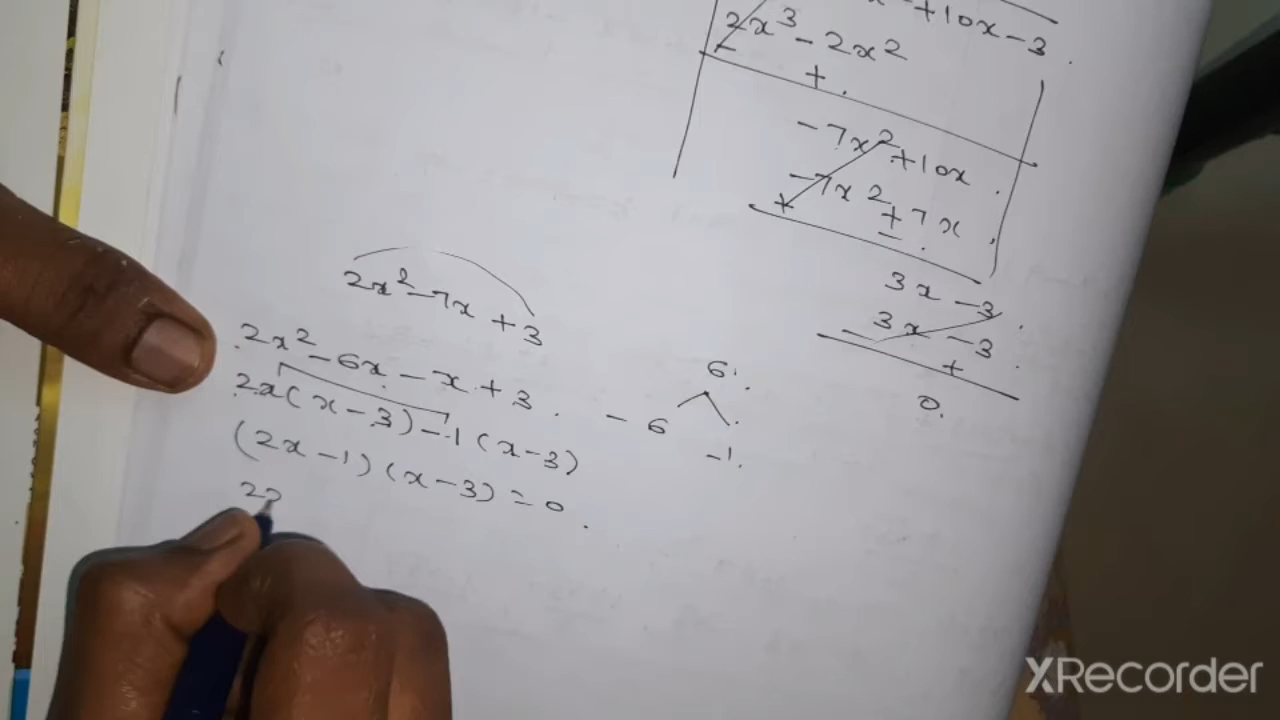 +10x-3.
2x³ - 2x²
- +.
-7x² +10x.
-7x² +7x.
+ -.
3x - 3.
3x - 3.
- +
0.
2x² - 7x + 3
2x² - 6x - x + 3.
2x(x-3) - 1(x-3)
(2x-1)(x-3) = 0.
6.
- 6
-1.
XRecorder